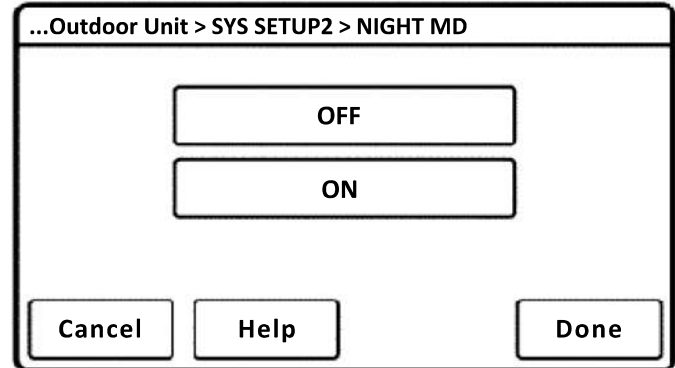 ...Outdoor Unit > SYS SETUP2 > NIGHT MD
OFF
ON
Cancel Help Done